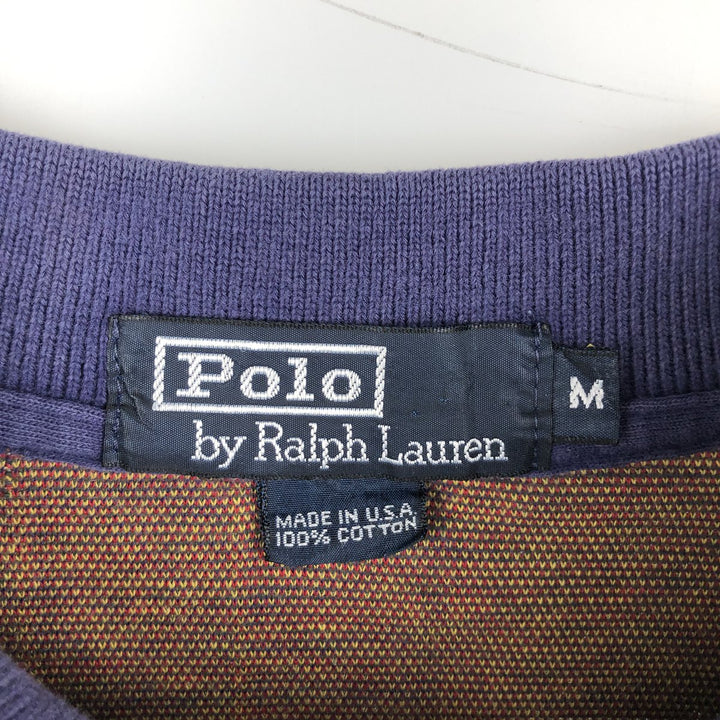 Polo
by Ralph Lauren
M
MADE IN U.S.A.
100% COTTON